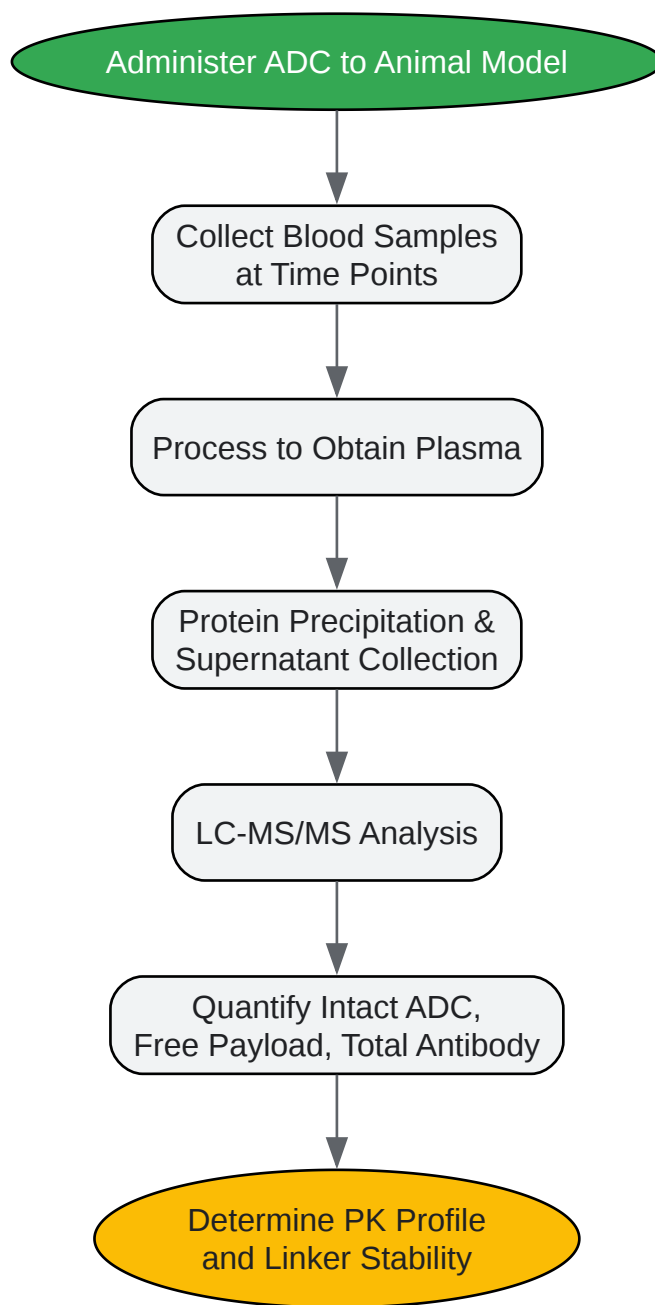 Administer ADC to Animal Model
Collect Blood Samples
at Time Points
Process to Obtain Plasma
Protein Precipitation &
Supernatant Collection
LC-MS/MS Analysis
Quantify Intact ADC,
Free Payload, Total Antibody
Determine PK Profile
and Linker Stability